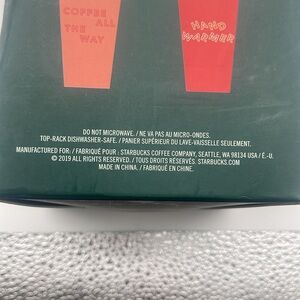 COFFEE
ALL
THE
WAY
HAND
WARMER
DO NOT MICROWAVE. / NE VA PAS AU MICRO-ONDES.
TOP-RACK DISHWASHER-SAFE. / PANIER SUPÉRIEUR DU LAVE-VAISSELLE SEULEMENT.
MANUFACTURED FOR: / FABRIQUÉ POUR : STARBUCKS COFFEE COMPANY, SEATTLE, WA 98134 USA / É.-U.
© 2019 ALL RIGHTS RESERVED. / TOUS DROITS RÉSERVÉS. STARBUCKS.COM
MADE IN CHINA. / FABRIQUÉ EN CHINE.